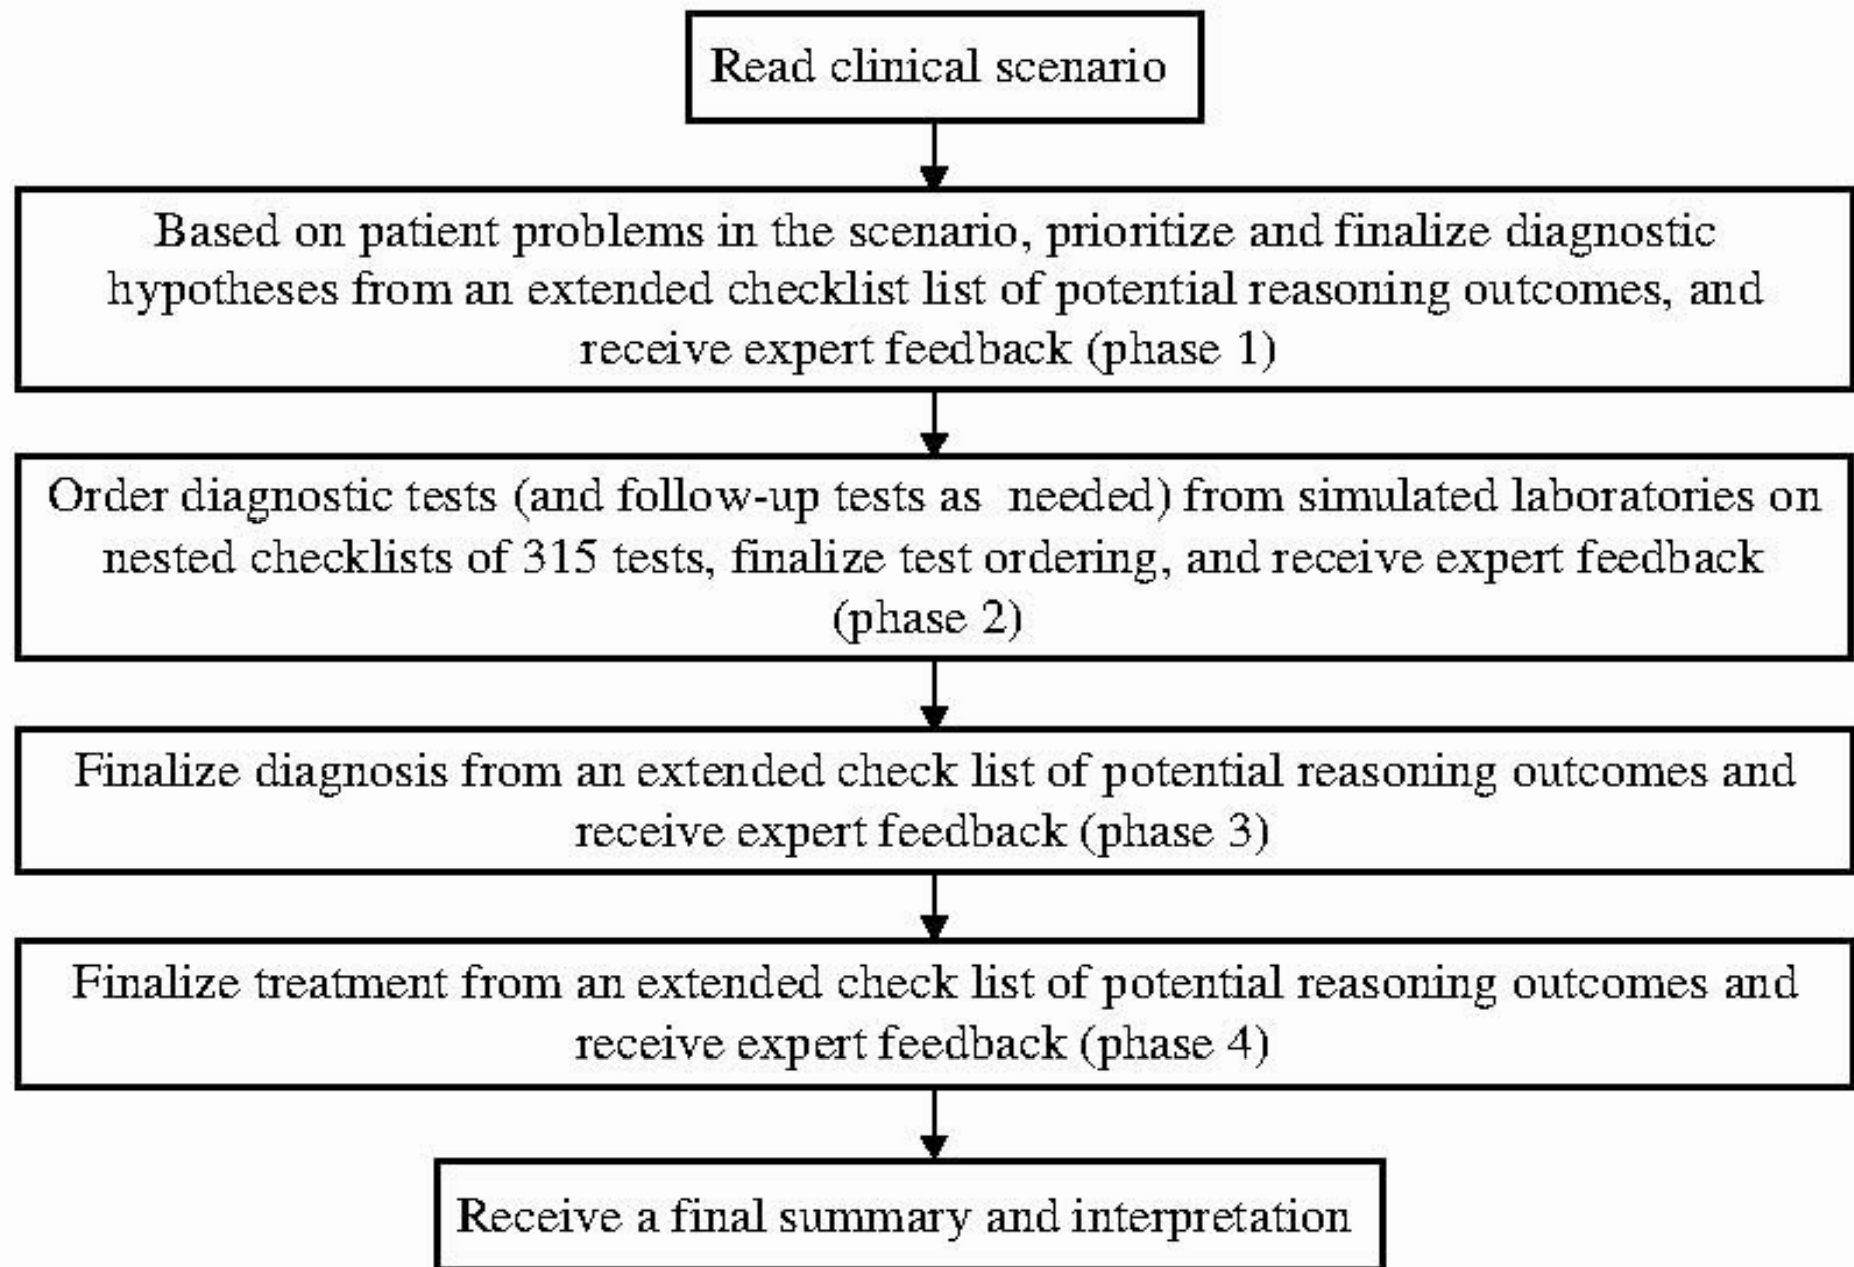 Read clinical scenario
Based on patient problems in the scenario, prioritize and finalize diagnostic
hypotheses from an extended checklist list of potential reasoning outcomes, and
receive expert feedback (phase 1)
Order diagnostic tests (and follow-up tests as needed) from simulated laboratories on
nested checklists of 315 tests, finalize test ordering, and receive expert feedback
(phase 2)
Finalize diagnosis from an extended check list of potential reasoning outcomes and
receive expert feedback (phase 3)
Finalize treatment from an extended check list of potential reasoning outcomes and
receive expert feedback (phase 4)
Receive a final summary and interpretation